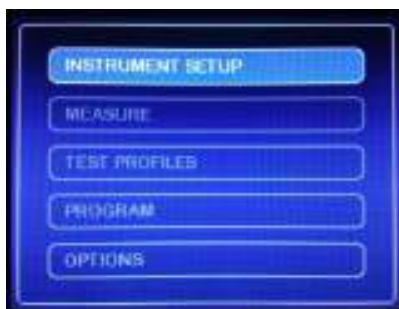 INSTRUMENT SETUP
MEASURE
TEST PROFILES
PROGRAM
OPTIONS